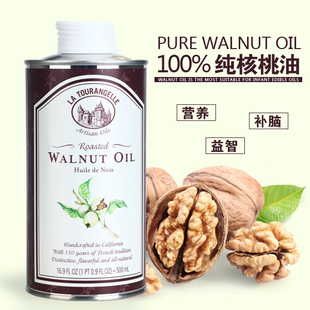 PURE WALNUT OIL
100%纯核桃油
WALNUT OIL IS THE MOST SUITABLE FOR INFANT EDIBLE OILS
营养
补脑
益智
LA TOURANGELLE
Artisan Oils
Roasted
WALNUT OIL
Huile de Noix
Handcrafted in California
With 150 years of French tradition
Distinctive, flavorful and all-natural
16.9 FL OZ (1 PT 0.9 FL OZ) – 500 mL